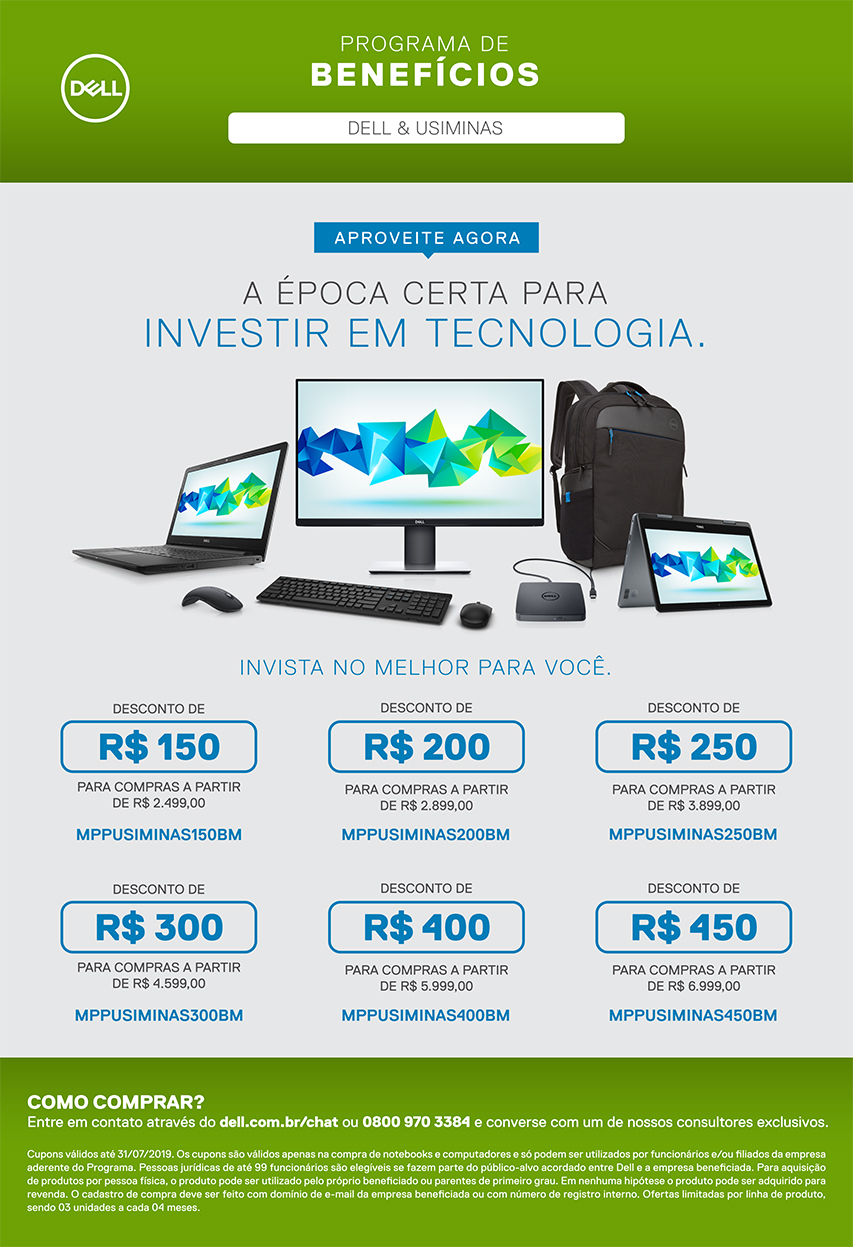 PROGRAMA DE
BENEFÍCIOS
DELL
DELL & USIMINAS
APROVEITE AGORA
A ÉPOCA CERTA PARA
INVESTIR EM TECNOLOGIA.
DELL
DELL
INVISTA NO MELHOR PARA VOCÊ.
DESCONTO DE
R$ 150
PARA COMPRAS A PARTIR
DE R$ 2.499,00
MPPUSIMINAS150BM
DESCONTO DE
R$ 200
PARA COMPRAS A PARTIR
DE R$ 2.899,00
MPPUSIMINAS200BM
DESCONTO DE
R$ 250
PARA COMPRAS A PARTIR
DE R$ 3.899,00
MPPUSIMINAS250BM
DESCONTO DE
R$ 300
PARA COMPRAS A PARTIR
DE R$ 4.599,00
MPPUSIMINAS300BM
DESCONTO DE
R$ 400
PARA COMPRAS A PARTIR
DE R$ 5.999,00
MPPUSIMINAS400BM
DESCONTO DE
R$ 450
PARA COMPRAS A PARTIR
DE R$ 6.999,00
MPPUSIMINAS450BM
COMO COMPRAR?
Entre em contato através do dell.com.br/chat ou 0800 970 3384 e converse com um de nossos consultores exclusivos.
Cupons válidos até 31/07/2019. Os cupons são válidos apenas na compra de notebooks e computadores e só podem ser utilizados por funcionários e/ou filiados da empresa
aderente do Programa. Pessoas jurídicas de até 99 funcionários são elegíveis se fazem parte do público-alvo acordado entre Dell e a empresa beneficiada. Para aquisição
de produtos por pessoa física, o produto pode ser utilizado pelo próprio beneficiado ou parentes de primeiro grau. Em nenhuma hipótese o produto pode ser adquirido para
revenda. O cadastro de compra deve ser feito com domínio de e-mail da empresa beneficiada ou com número de registro interno. Ofertas limitadas por linha de produto,
sendo 03 unidades a cada 04 meses.